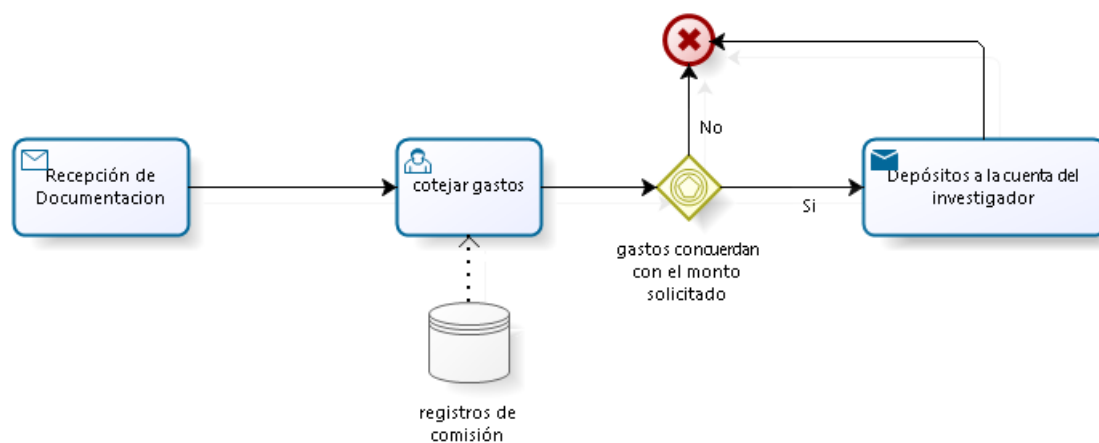 Recepción de
Documentacion
cotejar gastos
No
Si
Depósitos a la cuenta del
investigador
gastos concuerdan
con el monto
solicitado
registros de
comisión